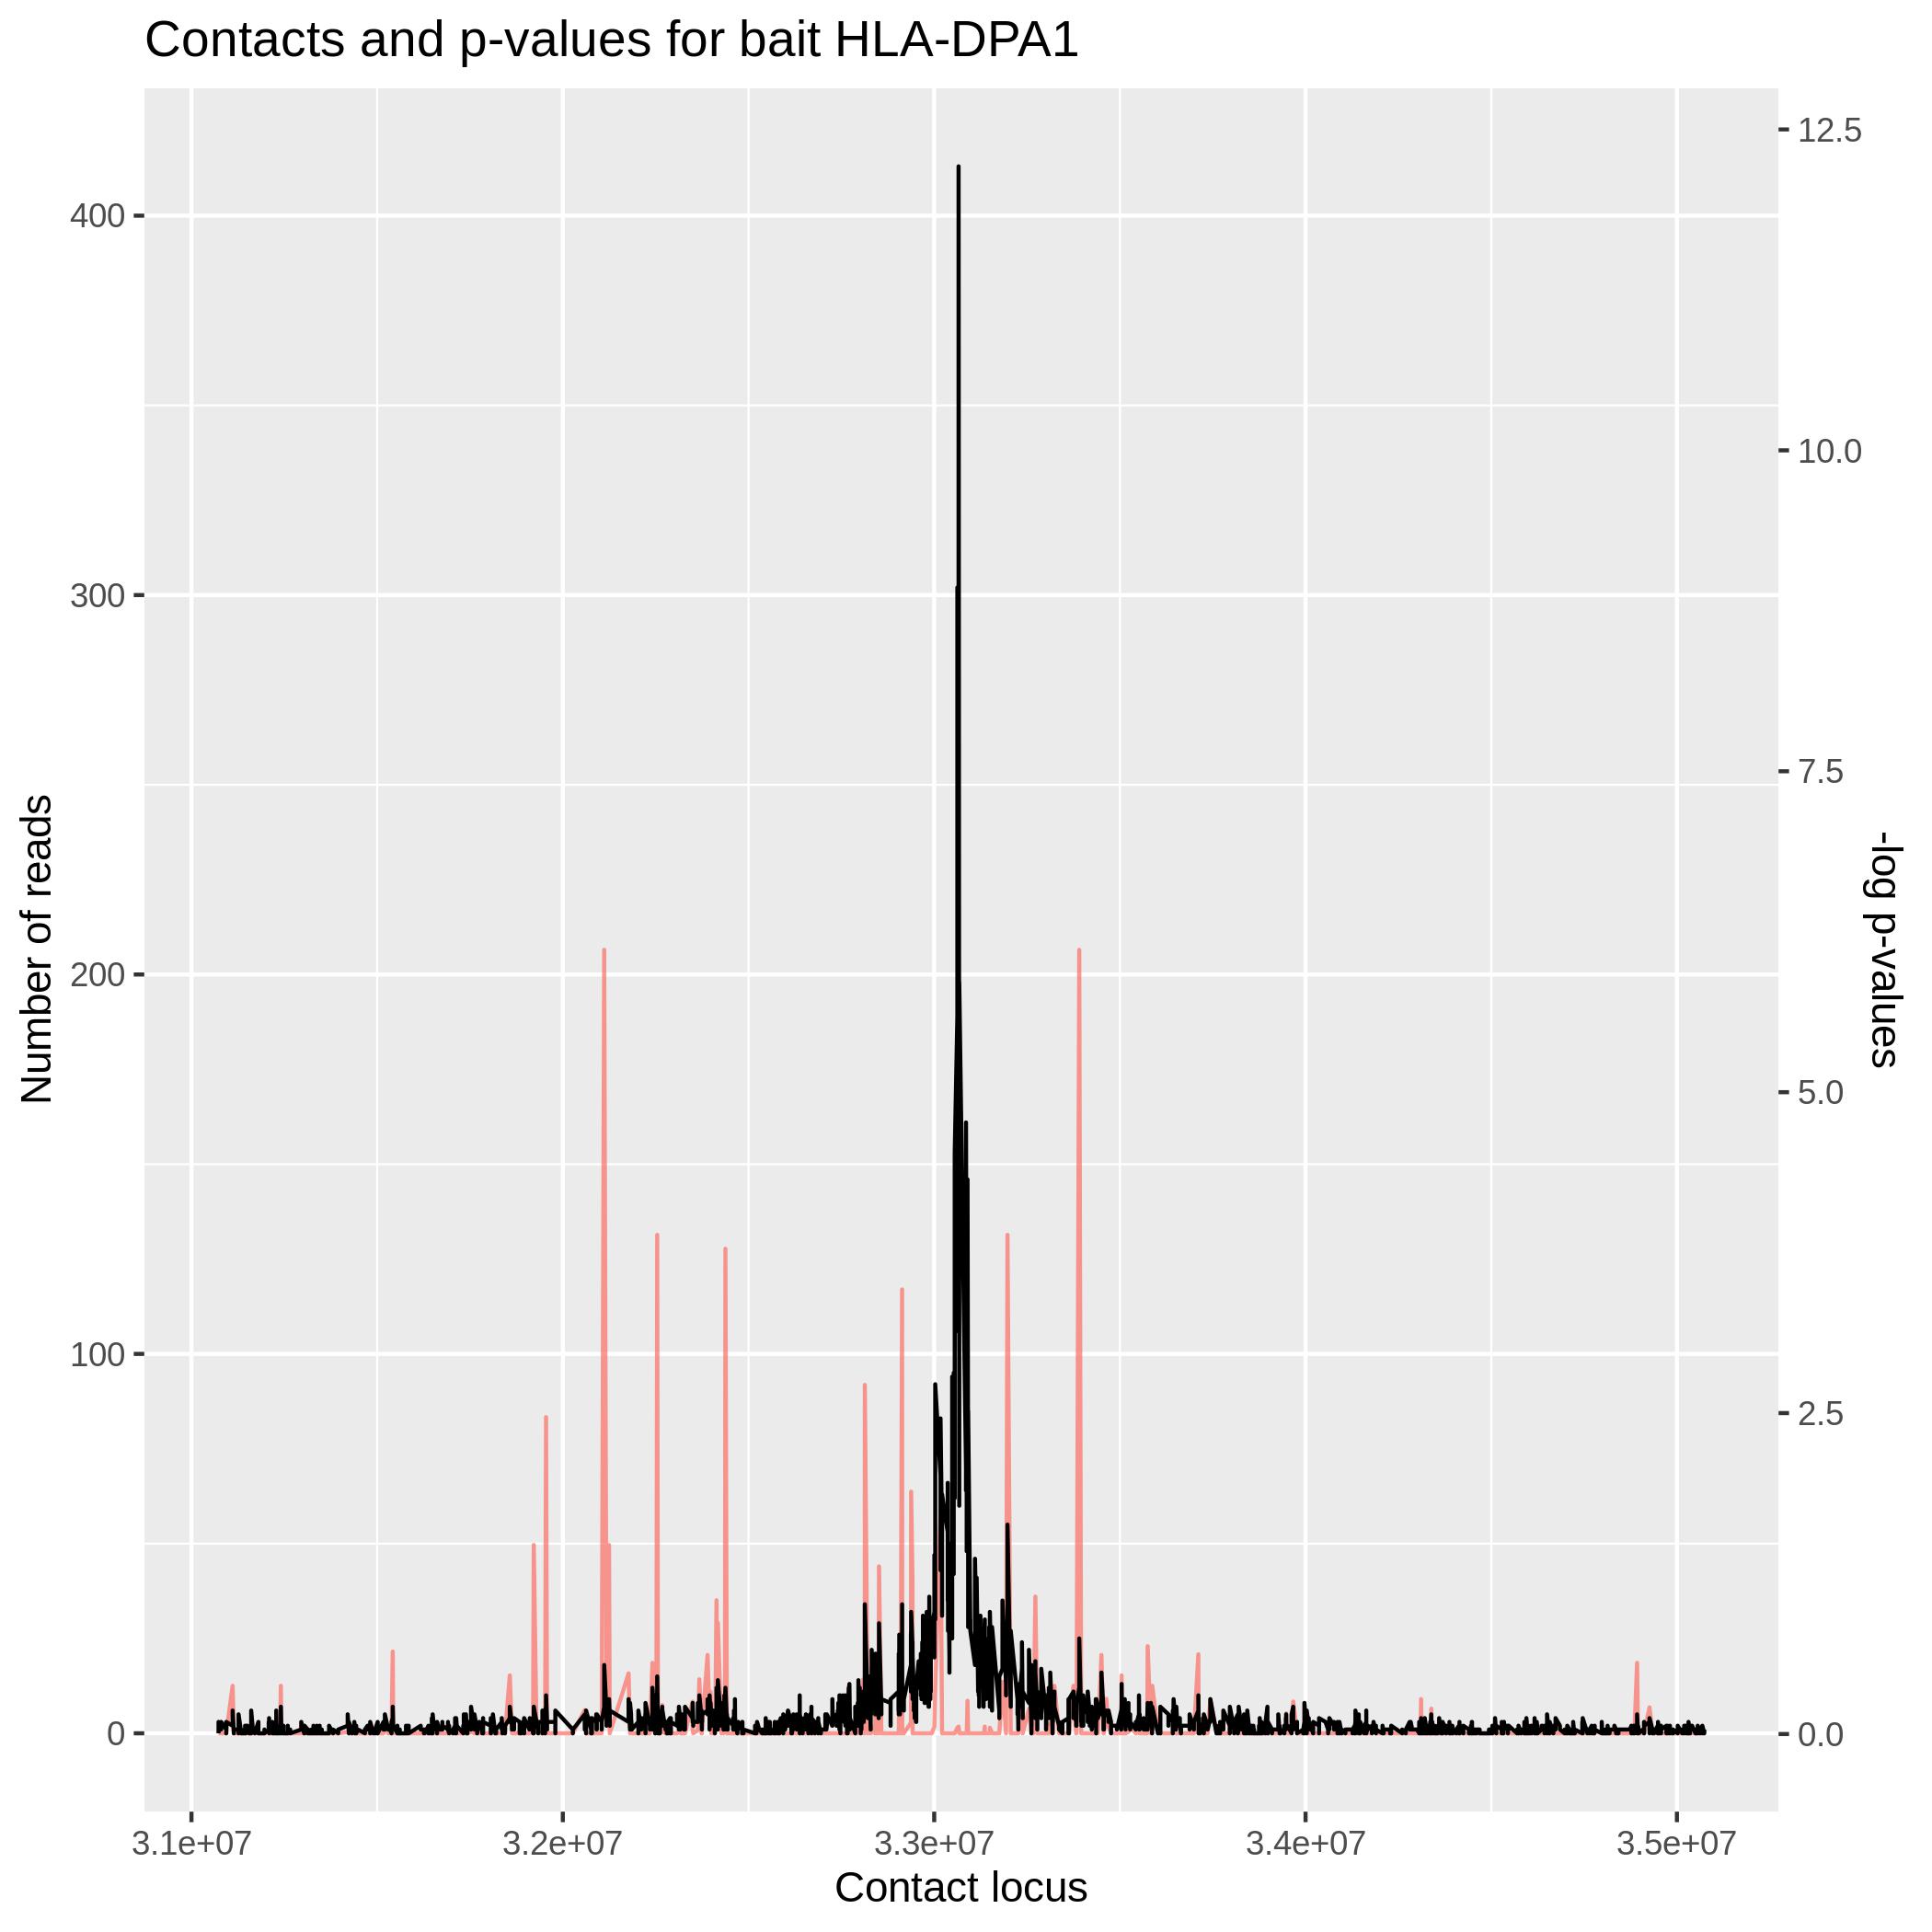 Contacts and p-values for bait HLA-DPA1
12.5
400
10.0
300
7.5
Number of reads
-log p-values
200
5.0
100
2.5
0
0.0
3.1e+07 3.2e+07 3.3e+07 3.4e+07 3.5e+07
Contact locus